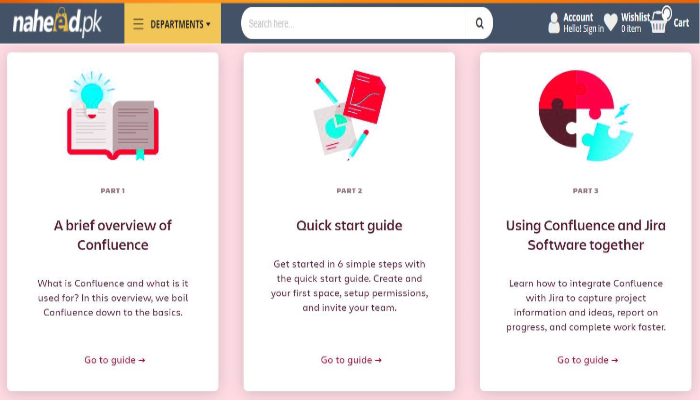 naheed.pk
DEPARTMENTS
Search here...
Account
Hello! Sign in
Wishlist
0 item
0
Cart
PART 1
A brief overview of
Confluence
What is Confluence and what is it
used for? In this overview, we boil
Confluence down to the basics.
Go to guide →
PART 2
Quick start guide
Get started in 6 simple steps with
the quick start guide. Create and
your first space, setup permissions,
and invite your team.
Go to guide →
PART 3
Using Confluence and Jira
Software together
Learn how to integrate Confluence
with Jira to capture project
information and ideas, report on
progress, and complete work faster.
Go to guide →